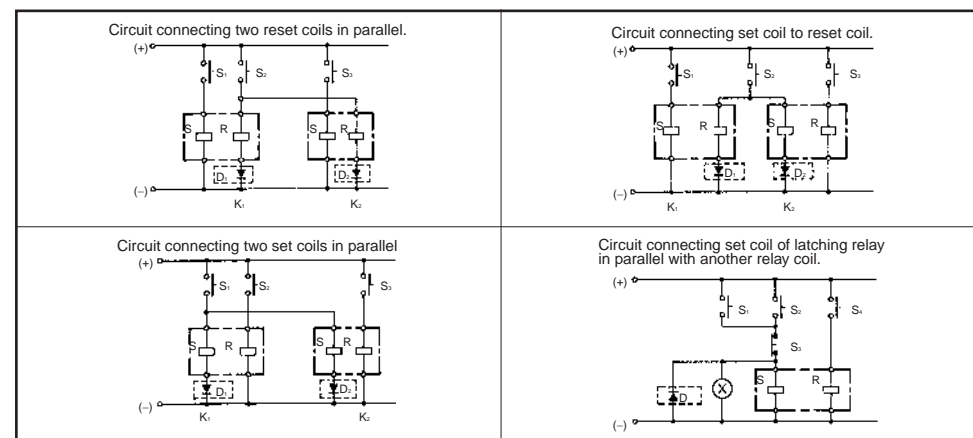 Circuit connecting two reset coils in parallel.
(+)
S₁ S₂ S₃
S R S R
D₁ D₂
(−)
K₁ K₂
Circuit connecting set coil to reset coil.
(+)
S₁ S₂ S₃
S R S R
D₁ D₂
(−)
K₁ K₂
Circuit connecting two set coils in parallel
(+)
S₁ S₂ S₃
S R S R
D₁ D₂
(−)
K₁ K₂
Circuit connecting set coil of latching relay
in parallel with another relay coil.
(+)
S₁ S₂ S₄
S₃
S R
D X
(−)